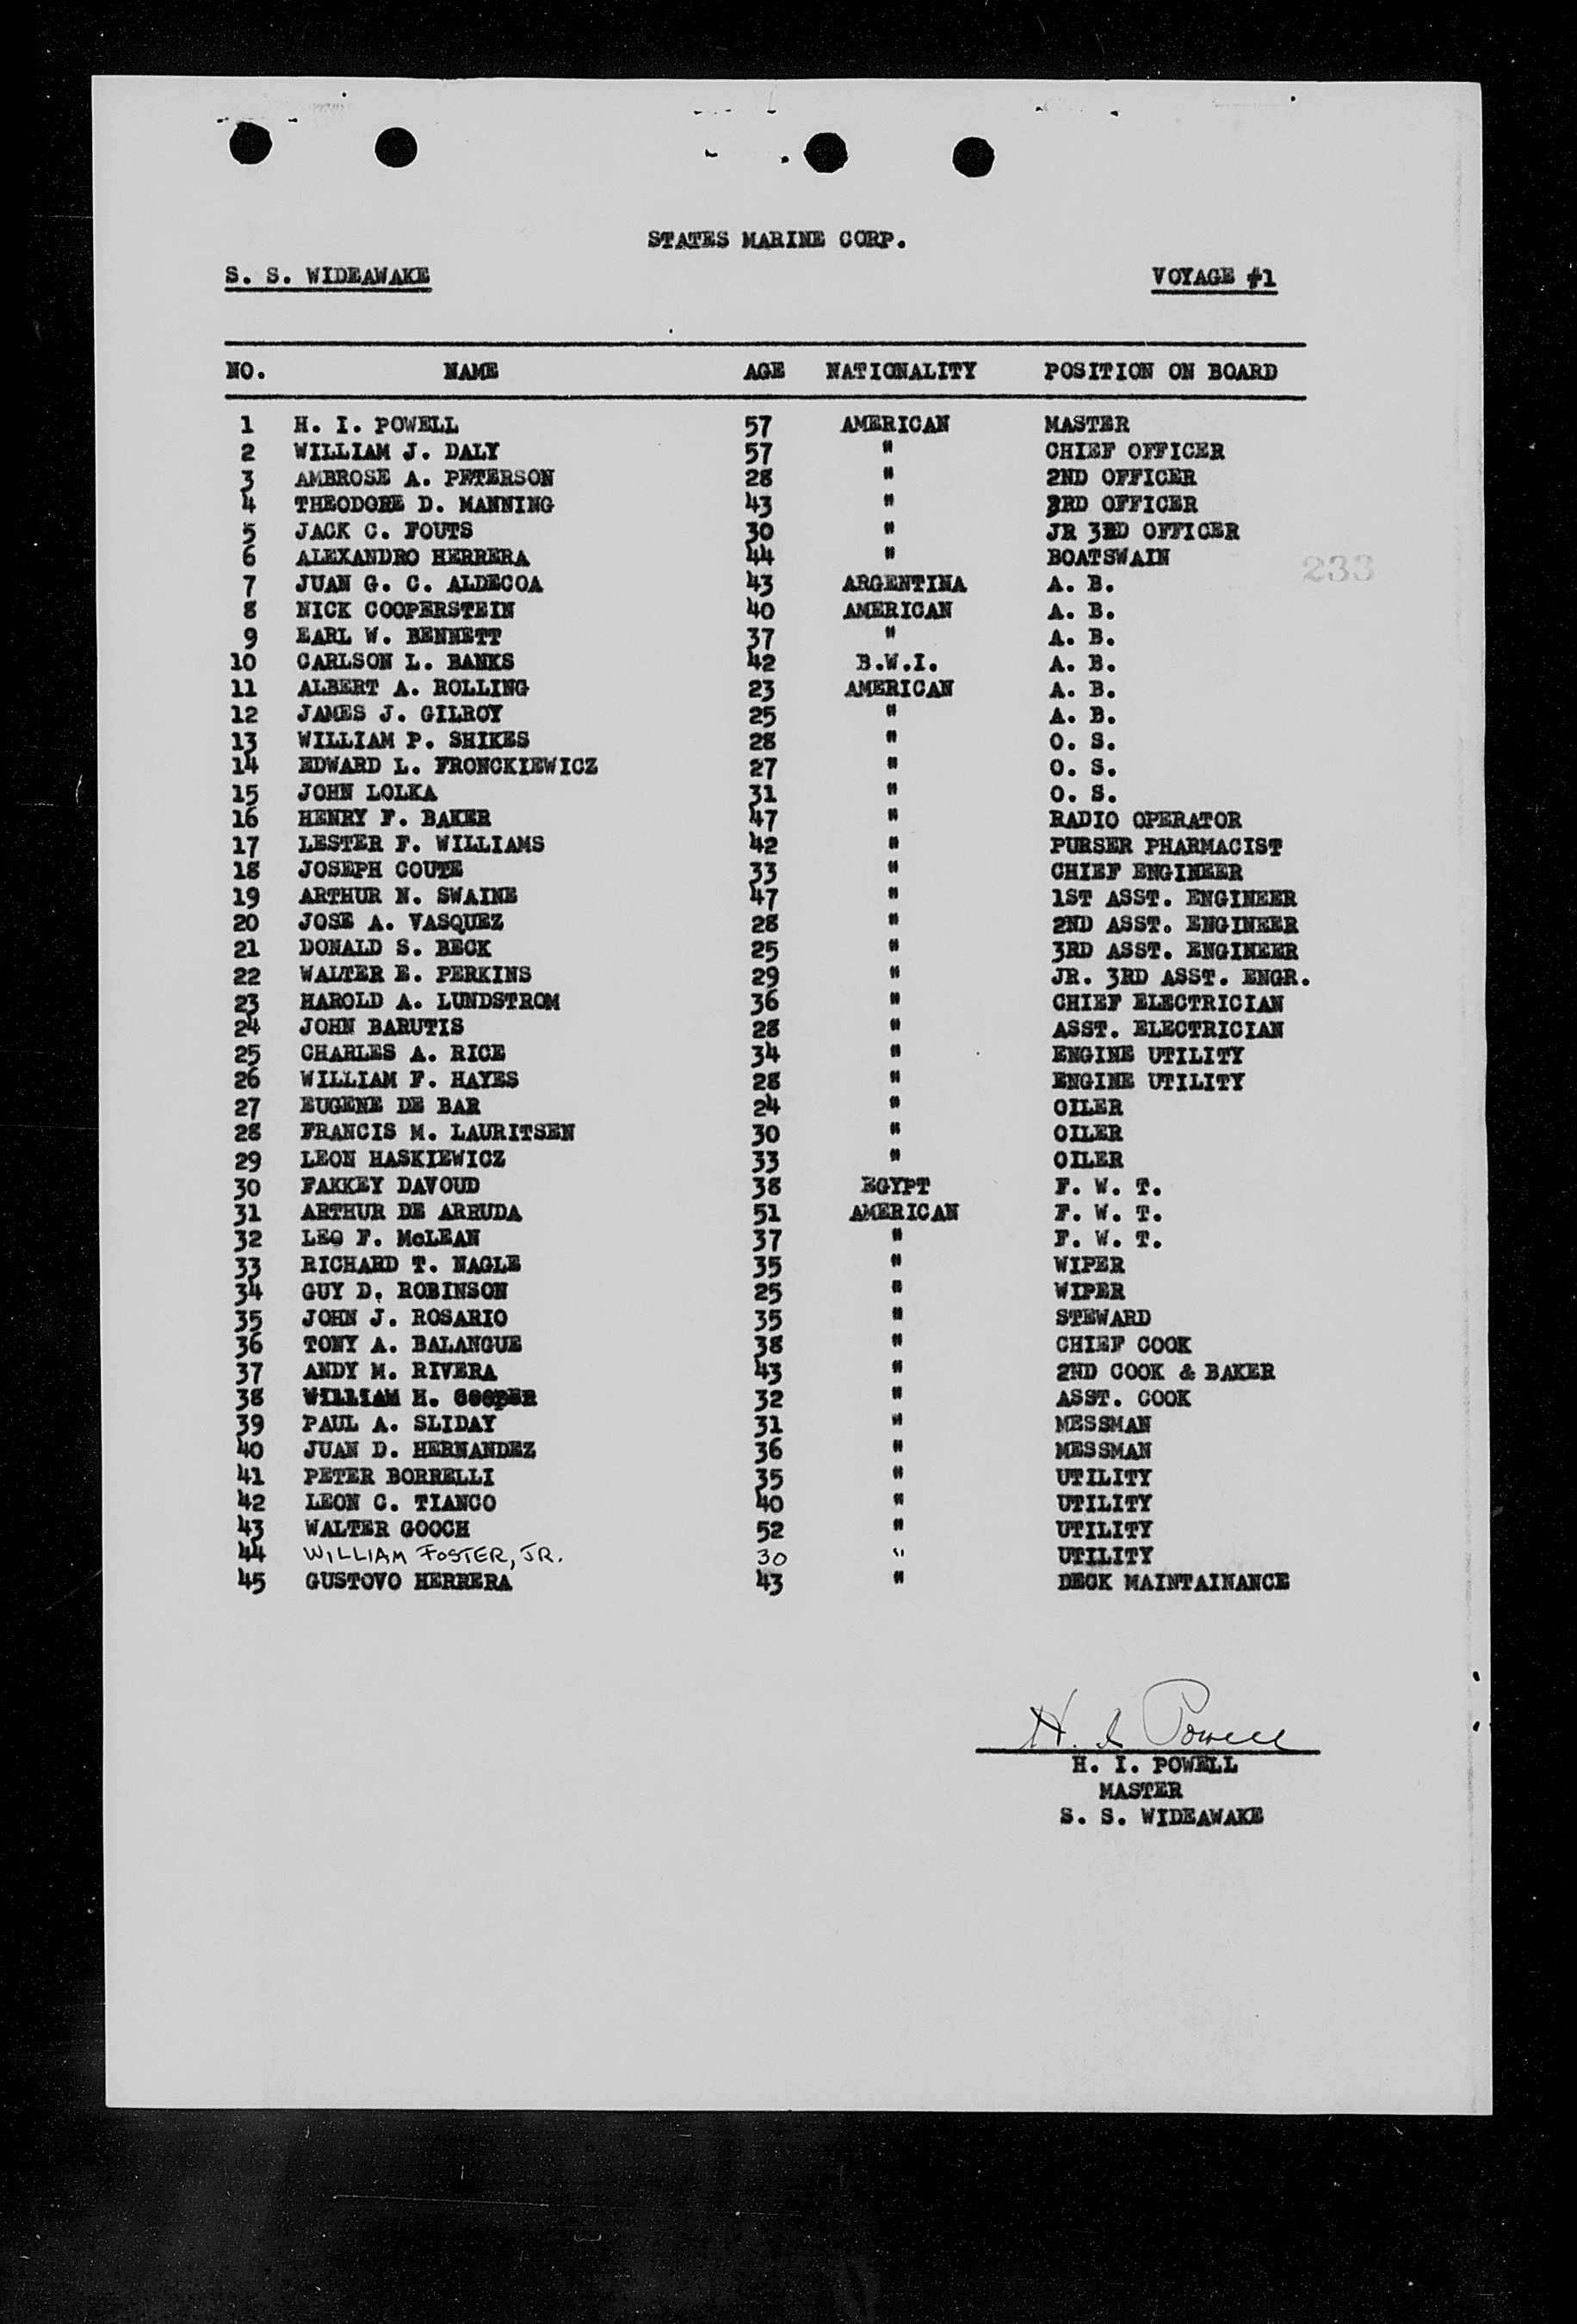 STATES MARINE CORP.
S. S. WIDEAWAKE VOYAGE #1
NO. NAME AGE NATIONALITY POSITION ON BOARD
1 H. I. POWELL 57 AMERICAN MASTER
2 WILLIAM J. DALY 57 " CHIEF OFFICER
3 AMBROSE A. PETERSON 28 " 2ND OFFICER
4 THEODORE D. MANNING 43 " 3RD OFFICER
5 JACK C. FOUTS 30 " JR 3RD OFFICER
6 ALEXANDRO HERRERA 44 " BOATSWAIN
233
7 JUAN G. C. ALDECOA 43 ARGENTINA A. B.
8 NICK COOPERSTEIN 40 AMERICAN A. B.
9 EARL W. BENNETT 37 " A. B.
10 CARLSON L. BANKS 42 B.W.I. A. B.
11 ALBERT A. ROLLING 23 AMERICAN A. B.
12 JAMES J. GILROY 25 " A. B.
13 WILLIAM P. SHIKES 28 " O. S.
14 EDWARD L. FRONCKIEWICZ 27 " O. S.
15 JOHN LOLKA 31 " O. S.
16 HENRY F. BAKER 47 " RADIO OPERATOR
17 LESTER F. WILLIAMS 42 " PURSER PHARMACIST
18 JOSEPH COUTE 33 " CHIEF ENGINEER
19 ARTHUR N. SWAINE 47 " 1ST ASST. ENGINEER
20 JOSE A. VASQUEZ 28 " 2ND ASST. ENGINEER
21 DONALD S. BECK 25 " 3RD ASST. ENGINEER
22 WALTER E. PERKINS 29 " JR. 3RD ASST. ENGR.
23 HAROLD A. LUNDSTROM 36 " CHIEF ELECTRICIAN
24 JOHN BARUTIS 28 " ASST. ELECTRICIAN
25 CHARLES A. RICE 34 " ENGINE UTILITY
26 WILLIAM F. HAYES 28 " ENGINE UTILITY
27 EUGENE DE BAR 24 " OILER
28 FRANCIS M. LAURITSEN 30 " OILER
29 LEON HASKIEWICZ 33 " OILER
30 FAKKEY DAVOUD 38 EGYPT F. W. T.
31 ARTHUR DE ARRUDA 51 AMERICAN F. W. T.
32 LEO F. McLEAN 37 " F. W. T.
33 RICHARD T. NAGLE 35 " WIPER
34 GUY D. ROBINSON 25 " WIPER
35 JOHN J. ROSARIO 35 " STEWARD
36 TONY A. BALANGUE 38 " CHIEF COOK
37 ANDY M. RIVERA 43 " 2ND COOK & BAKER
38 WILLIAM H. COOPER 32 " ASST. COOK
39 PAUL A. SLIDAY 31 " MESSMAN
40 JUAN D. HERNANDEZ 36 " MESSMAN
41 PETER BORRELLI 35 " UTILITY
42 LEON C. TIANCO 40 " UTILITY
43 WALTER GOOCH 52 " UTILITY
44 WILLIAM FOSTER, JR. 30 " UTILITY
45 GUSTOVO HERRERA 43 " DECK MAINTAINANCE
H. I Powell
H. I. POWELL
MASTER
S. S. WIDEAWAKE